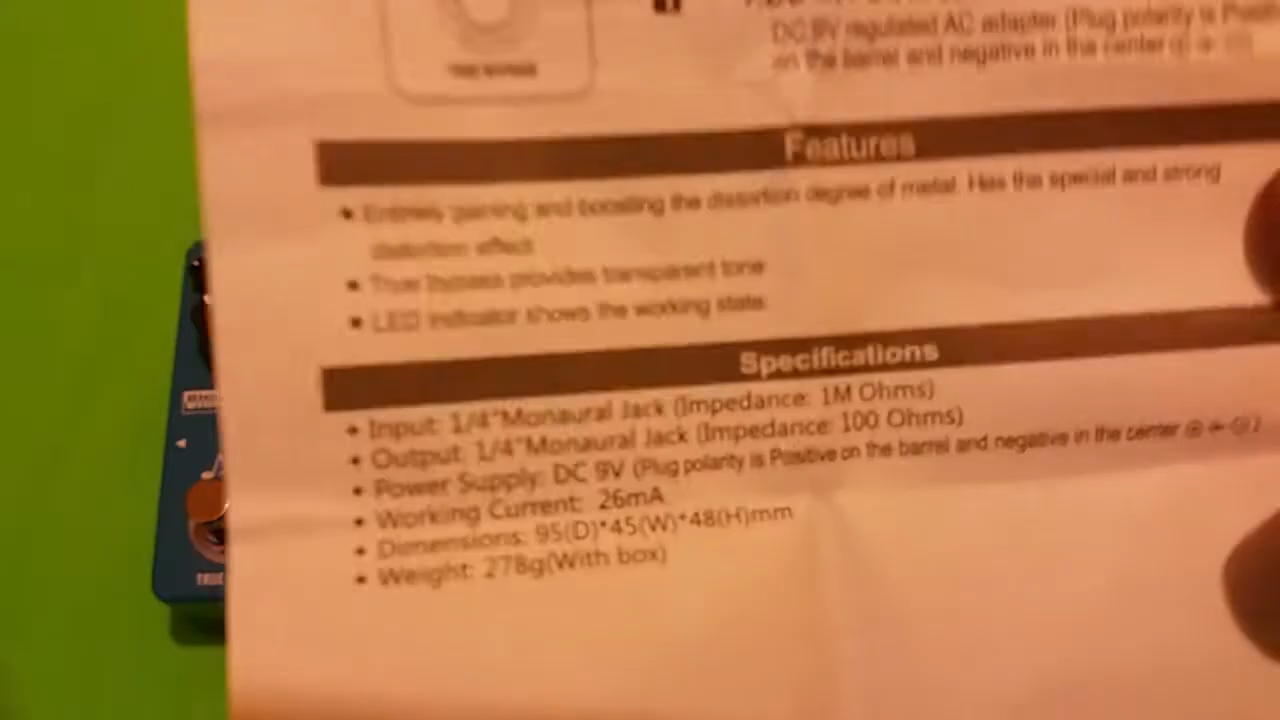 DC 9V regulated AC adapter (Plug polarity is Positi
on the barrel and negative in the center
Features
gaining and boosting the distortion degree of metal. Has the special and strong
distortion effect
• True bypass provides transparent tone
• LED indicator shows the working state
Specifications
• Input: 1/4"Monaural Jack (Impedance: 1M Ohms)
• Output: 1/4"Monaural Jack (Impedance: 100 Ohms)
• Power Supply: DC 9V (Plug polarity is Positive on the barrel and negative in the center
• Working Current: 26mA
• Dimensions: 95(D)*45(W)*48(H)mm
• Weight: 278g(With box)
TRUE